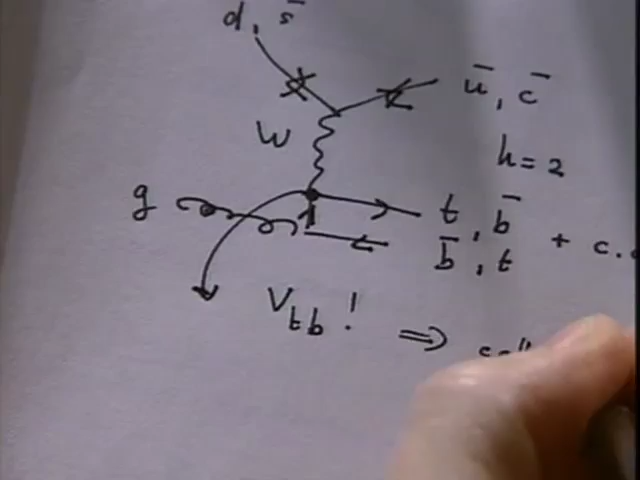 d, s̄
ū, c̄
W
h=2
g
t, b̄ + c.
b̄, t
V_tb !
⇒